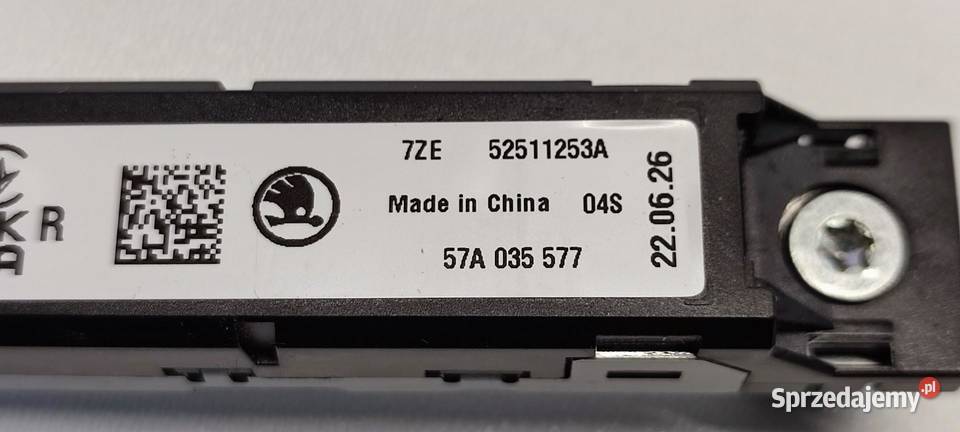 7ZE 52511253A
Made in China 04S
57A 035 577
22.06.26
K R
Sprzedajemy.pl